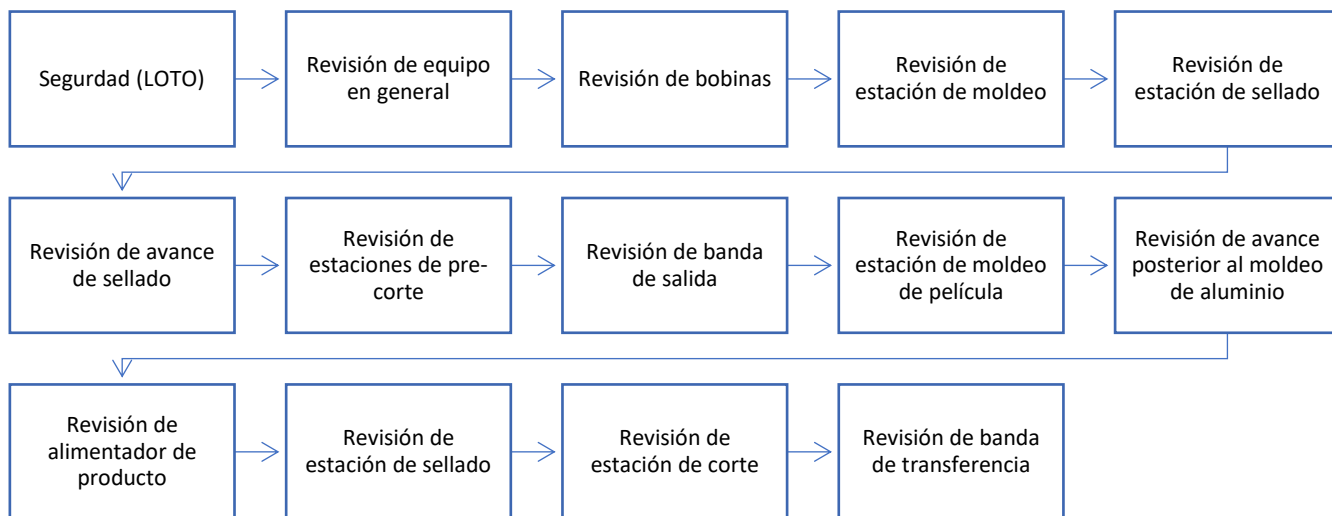 Segurdad (LOTO)
Revisión de equipo
en general
Revisión de bobinas
Revisión de
estación de moldeo
Revisión de
estación de sellado
Revisión de avance
de sellado
Revisión de
estaciones de pre-
corte
Revisión de banda
de salida
Revisión de
estación de moldeo
de película
Revisión de avance
posterior al moldeo
de aluminio
Revisión de
alimentador de
producto
Revisión de
estación de sellado
Revisión de
estación de corte
Revisión de banda
de transferencia